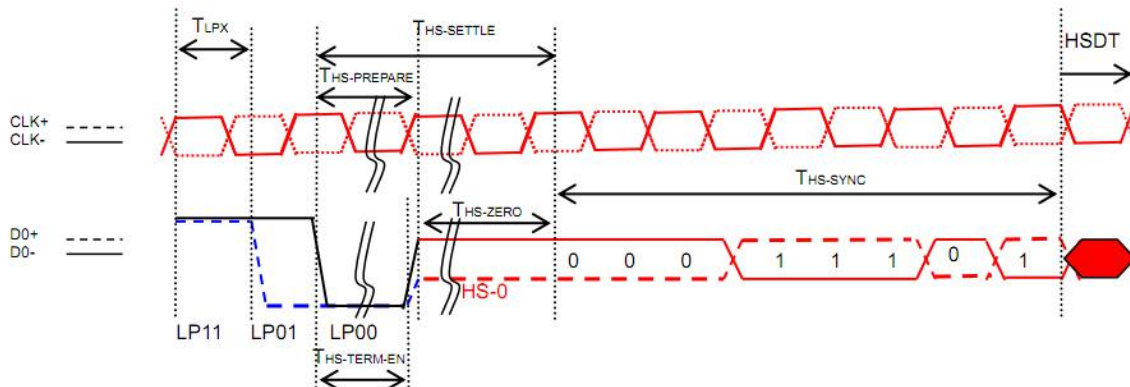 TLPX
THS-SETTLE
HSDT
THS-PREPARE
CLK+
CLK-
THS-SYNC
THS-ZERO
D0+
D0-
0 0 0 1 1 1 0 1
HS-0
LP11 LP01 LP00
THS-TERM-EN